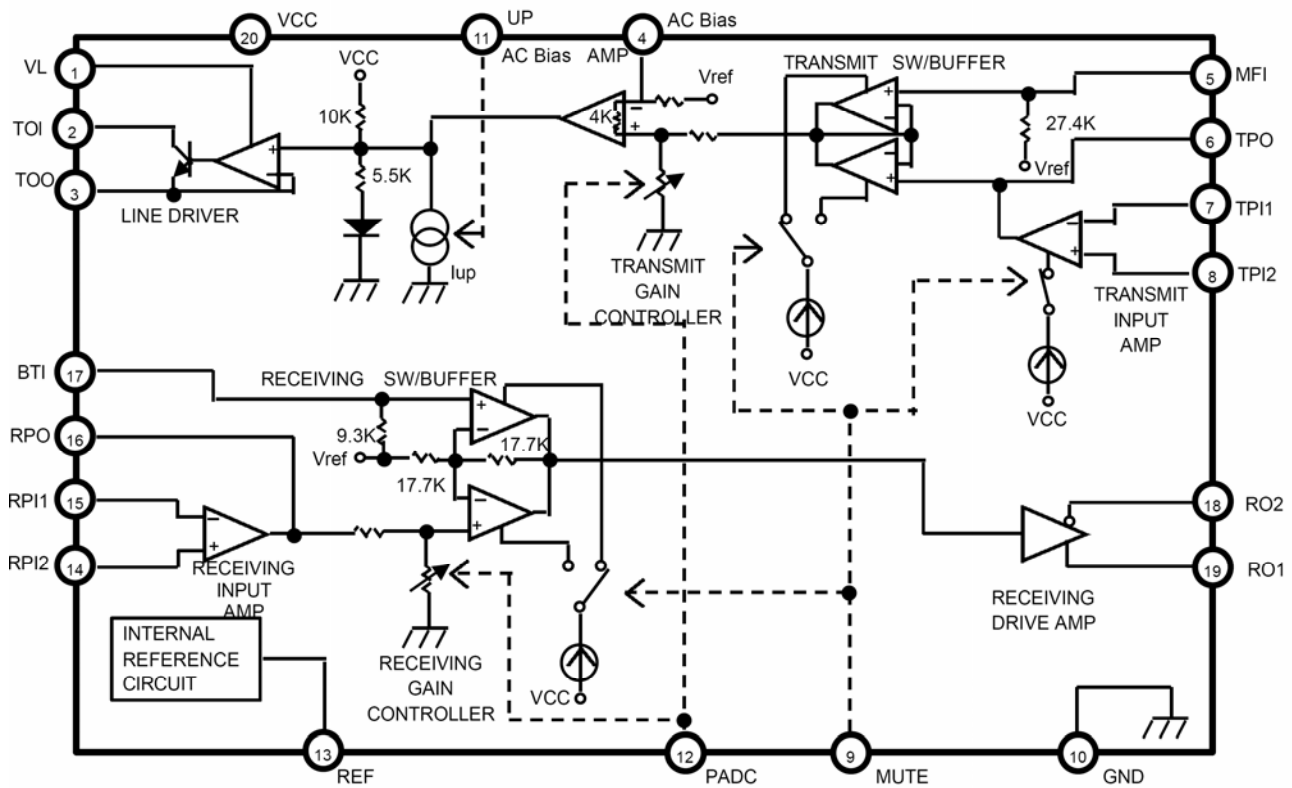 VCC
20
UP
11
AC Bias
4
AC Bias AMP
VL
1
VCC
Vref
TRANSMIT SW/BUFFER
5
MFI
TOI
2
10K
4K
27.4K
6
TPO
Vref
TOO
3
5.5K
LINE DRIVER
7
TPI1
Iup
TRANSMIT
GAIN
CONTROLLER
8
TPI2
TRANSMIT
INPUT
AMP
VCC
VCC
BTI
17
RECEIVING SW/BUFFER
RPO
16
9.3K
17.7K
Vref
17.7K
RPI1
15
18
RO2
RPI2
14
RECEIVING
INPUT
AMP
19
RO1
RECEIVING
DRIVE AMP
INTERNAL
REFERENCE
CIRCUIT
RECEIVING
GAIN
CONTROLLER
VCC
13
REF
12
PADC
9
MUTE
10
GND
+
−
+
−
−
+
−
+
−
+
+
−
−
+
−
+